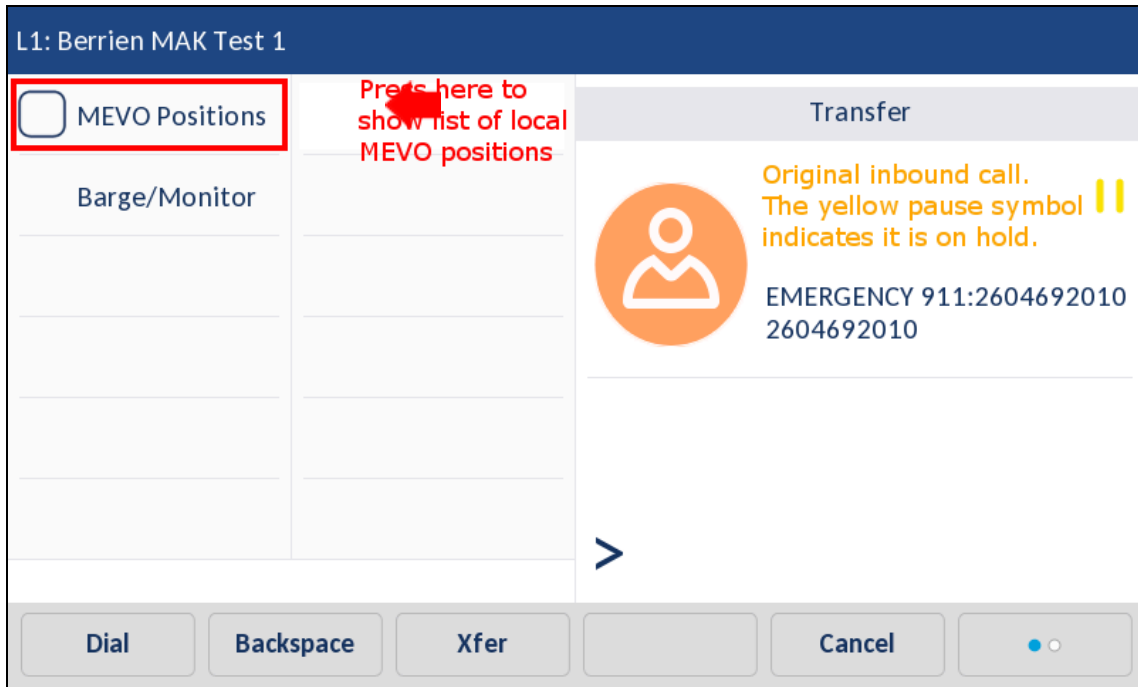 L1: Berrien MAK Test 1
MEVO Positions
Press here to
show list of local
MEVO positions
Barge/Monitor
Transfer
Original inbound call.
The yellow pause symbol
indicates it is on hold.
EMERGENCY 911:2604692010
2604692010
>
Dial
Backspace
Xfer
Cancel